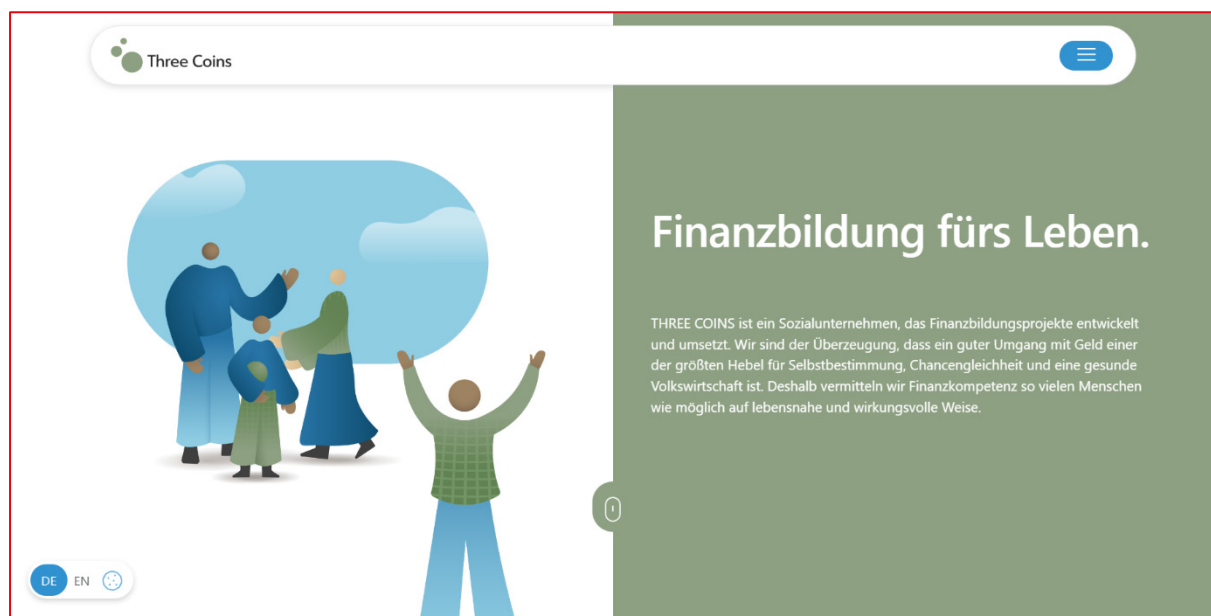 Three Coins
Finanzbildung fürs Leben.
THREE COINS ist ein Sozialunternehmen, das Finanzbildungsprojekte entwickelt
und umsetzt. Wir sind der Überzeugung, dass ein guter Umgang mit Geld einer
der größten Hebel für Selbstbestimmung, Chancengleichheit und eine gesunde
Volkswirtschaft ist. Deshalb vermitteln wir Finanzkompetenz so vielen Menschen
wie möglich auf lebensnahe und wirkungsvolle Weise.
DE EN